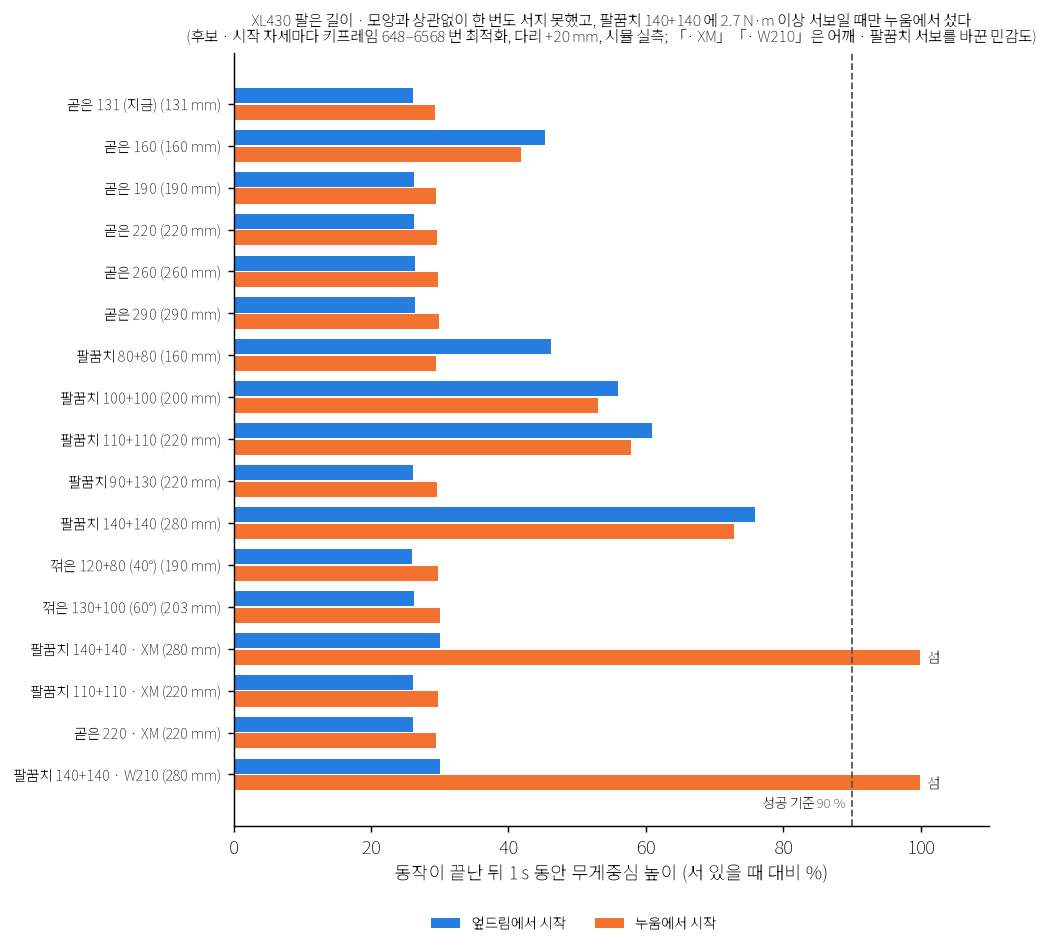 XL430 팔은 길이 · 모양과 상관없이 한 번도 서지 못했고, 팔꿈치 140+140 에 2.7 N·m 이상 서보일 때만 누움에서 섰다
(후보 · 시작 자세마다 키프레임 648–6568 번 최적화, 다리 +20 mm, 시뮬 실측; 「· XM」 「· W210」은 어깨 · 팔꿈치 서보를 바꾼 민감도)
곧은 131 (지금) (131 mm)
곧은 160 (160 mm)
곧은 190 (190 mm)
곧은 220 (220 mm)
곧은 260 (260 mm)
곧은 290 (290 mm)
팔꿈치 80+80 (160 mm)
팔꿈치 100+100 (200 mm)
팔꿈치 110+110 (220 mm)
팔꿈치 90+130 (220 mm)
팔꿈치 140+140 (280 mm)
꺾은 120+80 (40°) (190 mm)
꺾은 130+100 (60°) (203 mm)
팔꿈치 140+140 · XM (280 mm)
섬
팔꿈치 110+110 · XM (220 mm)
곧은 220 · XM (220 mm)
팔꿈치 140+140 · W210 (280 mm)
섬
성공 기준 90 %
0 20 40 60 80 100
동작이 끝난 뒤 1 s 동안 무게중심 높이 (서 있을 때 대비 %)
엎드림에서 시작 누움에서 시작